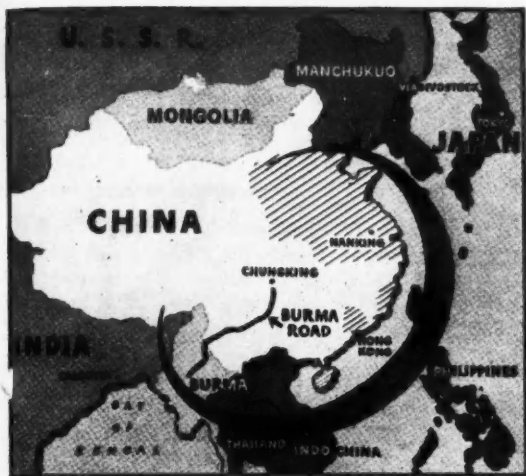 U. S. S. R.
MANCHUKUO
VLADIVOSTOCK
MONGOLIA
JAPAN
CHINA
NANKING
CHUNGKING
BURMA
ROAD
HONG
KONG
INDIA
BURMA
PHILIPPINES
BAY
OF
BENGAL
THAILAND
INDO CHINA